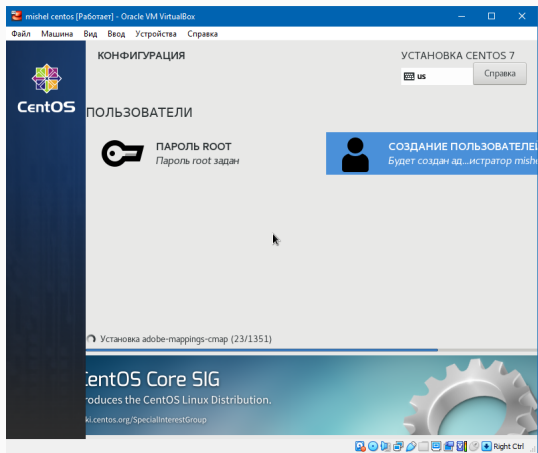 mishel centos [Работает] - Oracle VM VirtualBox
Файл Машина Вид Ввод Устройства Справка
КОНФИГУРАЦИЯ
УСТАНОВКА CENTOS 7
us
Справка
CentOS
ПОЛЬЗОВАТЕЛИ
ПАРОЛЬ ROOT
Пароль root задан
СОЗДАНИЕ ПОЛЬЗОВАТЕЛЕ
Будет создан ад...истратор mish
Установка adobe-mappings-cmap (23/1351)
CentOS Core SIG
roduces the CentOS Linux Distribution.
ki.centos.org/SpecialInterestGroup
Right Ctrl